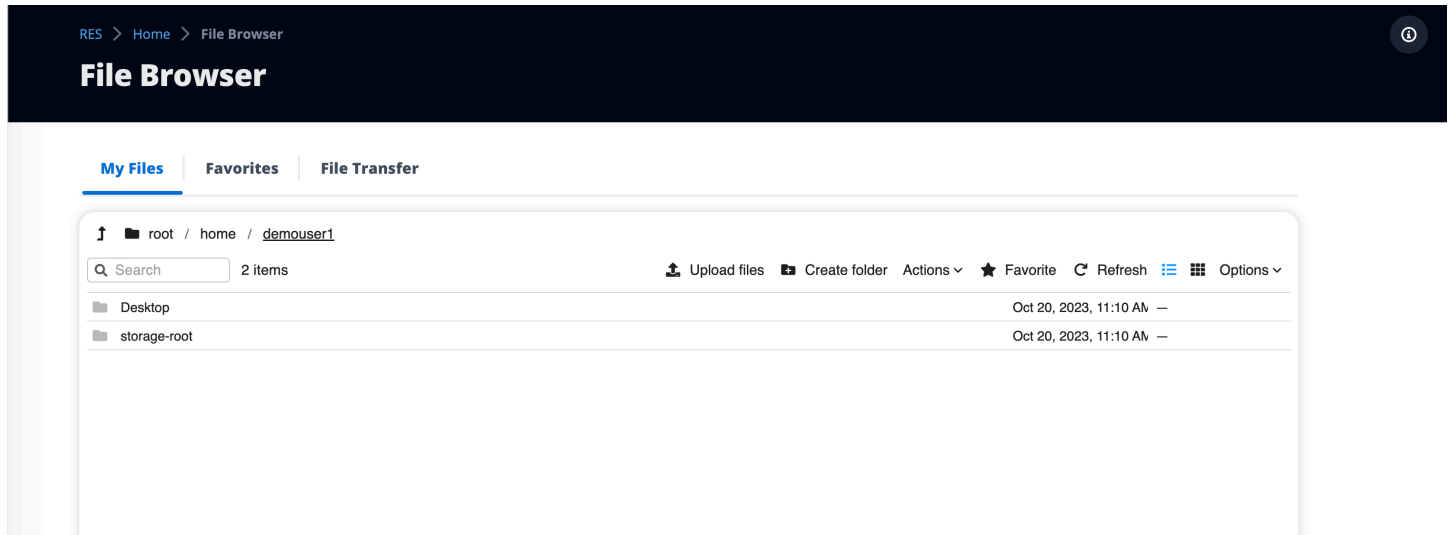 RES > Home > File Browser
File Browser
My Files Favorites File Transfer
root / home / demouser1
Search 2 items Upload files Create folder Actions Favorite Refresh Options
Desktop Oct 20, 2023, 11:10 AM —
storage-root Oct 20, 2023, 11:10 AM —